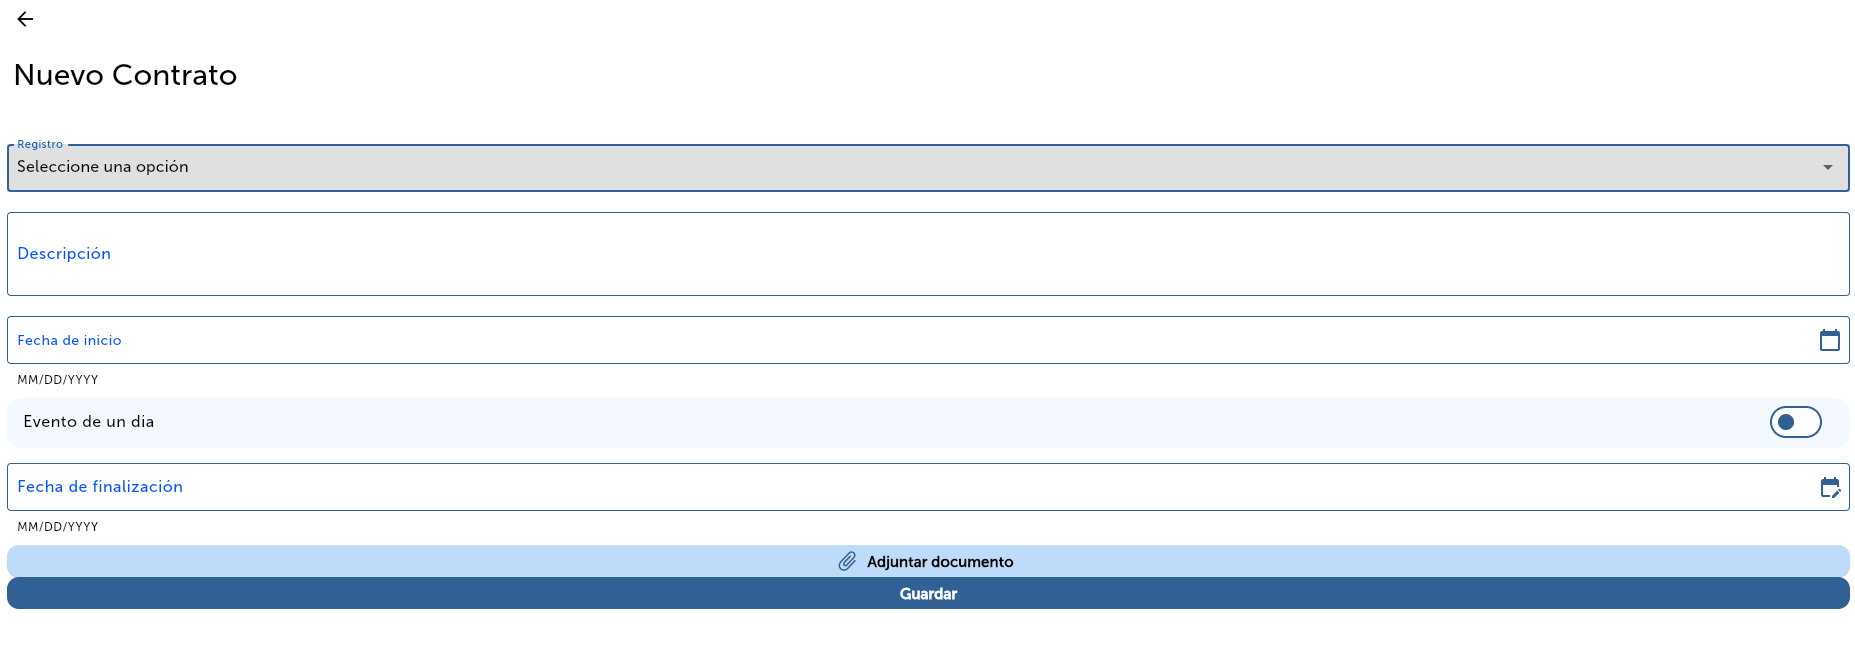 Nuevo Contrato
Registro
Seleccione una opción
Descripción
Fecha de inicio
MM/DD/YYYY
Evento de un dia
Fecha de finalización
MM/DD/YYYY
Adjuntar documento
Guardar